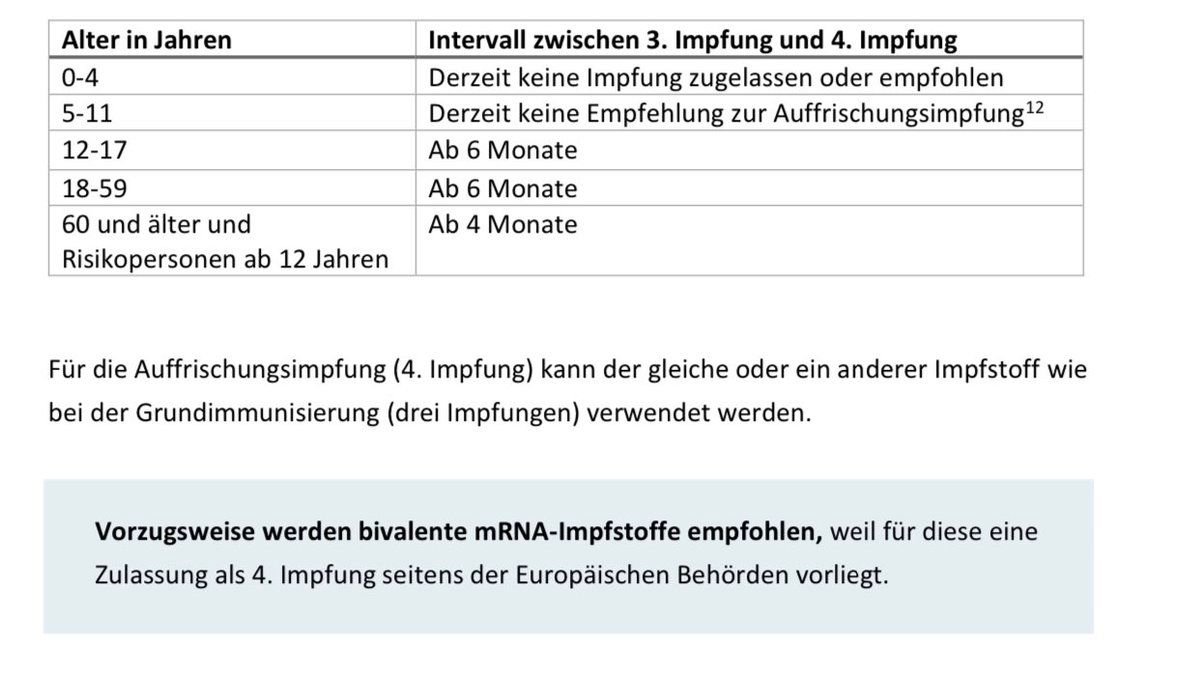 Alter in Jahren Intervall zwischen 3. Impfung und 4. Impfung
0-4 Derzeit keine Impfung zugelassen oder empfohlen
5-11 Derzeit keine Empfehlung zur Auffrischungsimpfung¹²
12-17 Ab 6 Monate
18-59 Ab 6 Monate
60 und älter und Ab 4 Monate
Risikopersonen ab 12 Jahren
Für die Auffrischungsimpfung (4. Impfung) kann der gleiche oder ein anderer Impfstoff wie
bei der Grundimmunisierung (drei Impfungen) verwendet werden.
Vorzugsweise werden bivalente mRNA-Impfstoffe empfohlen, weil für diese eine
Zulassung als 4. Impfung seitens der Europäischen Behörden vorliegt.